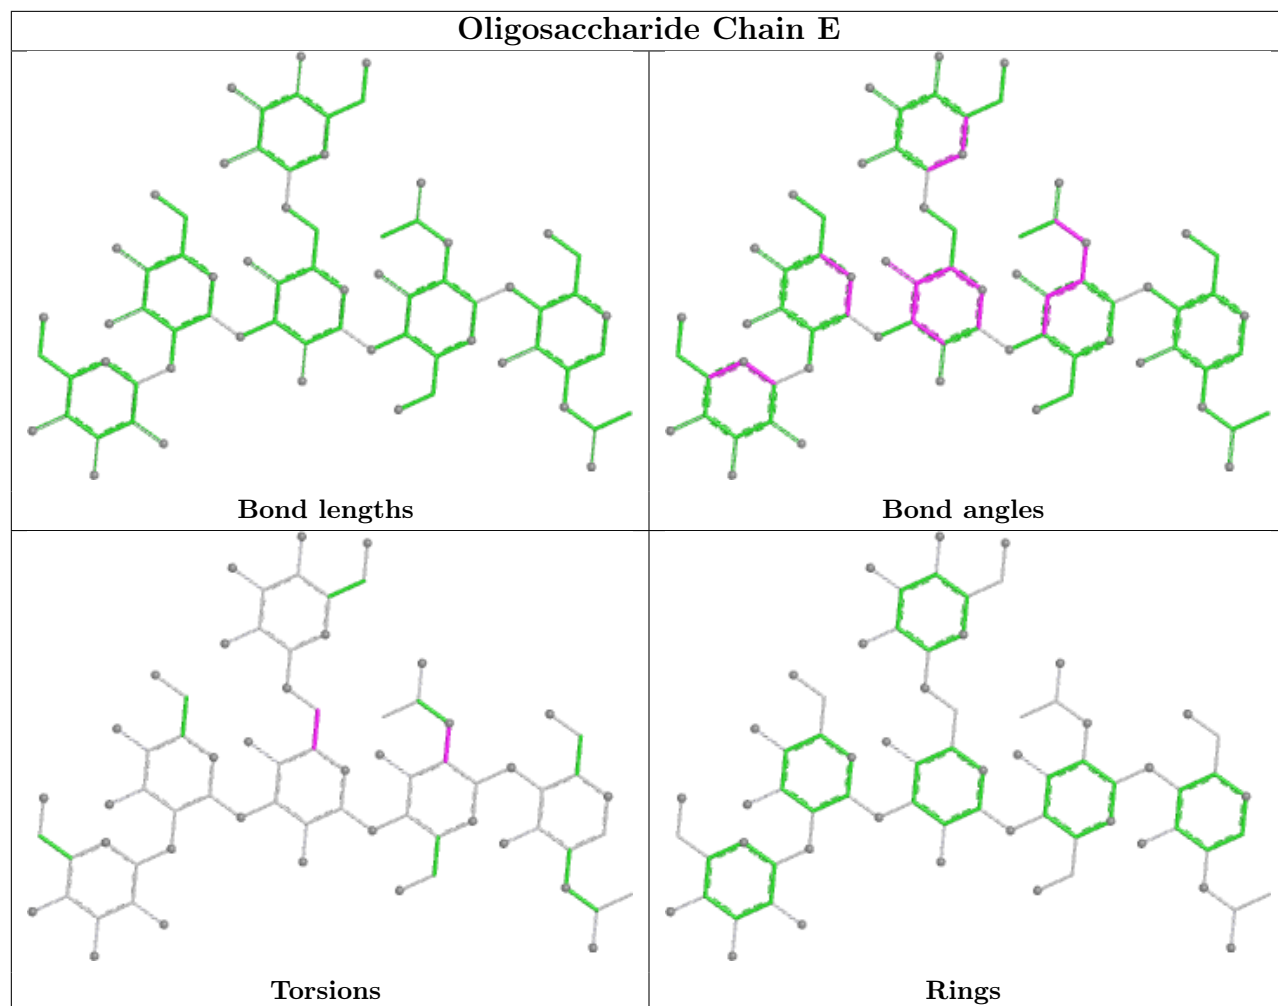 Oligosaccharide Chain E
Bond lengths
Bond angles
Torsions
Rings